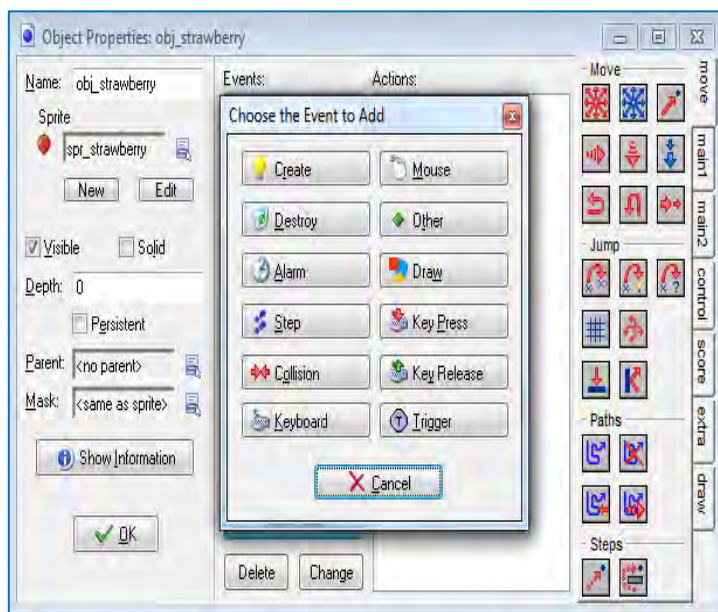 Object Properties: obj_strawberry
Name: obj_strawberry
Sprite
spr_strawberry
New
Edit
Visible
Solid
Depth: 0
Persistent
Parent: <no parent>
Mask: <same as sprite>
Show Information
OK
Events:
Actions:
Choose the Event to Add
Create
Mouse
Destroy
Other
Alarm
Draw
Step
Key Press
Collision
Key Release
Keyboard
Trigger
Cancel
Delete
Change
Move
Jump
Paths
Steps
move
main1
main2
control
score
extra
draw